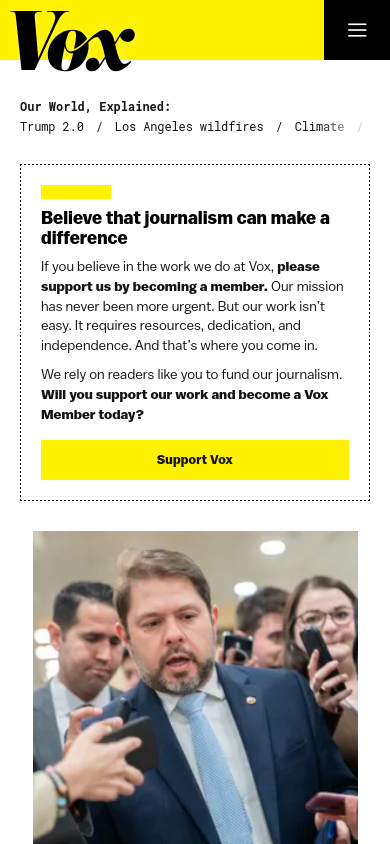 Vox
Our World, Explained:
Trump 2.0 / Los Angeles wildfires / Climate /
Believe that journalism can make a
difference
If you believe in the work we do at Vox, please
support us by becoming a member. Our mission
has never been more urgent. But our work isn't
easy. It requires resources, dedication, and
independence. And that's where you come in.
We rely on readers like you to fund our journalism.
Will you support our work and become a Vox
Member today?
Support Vox